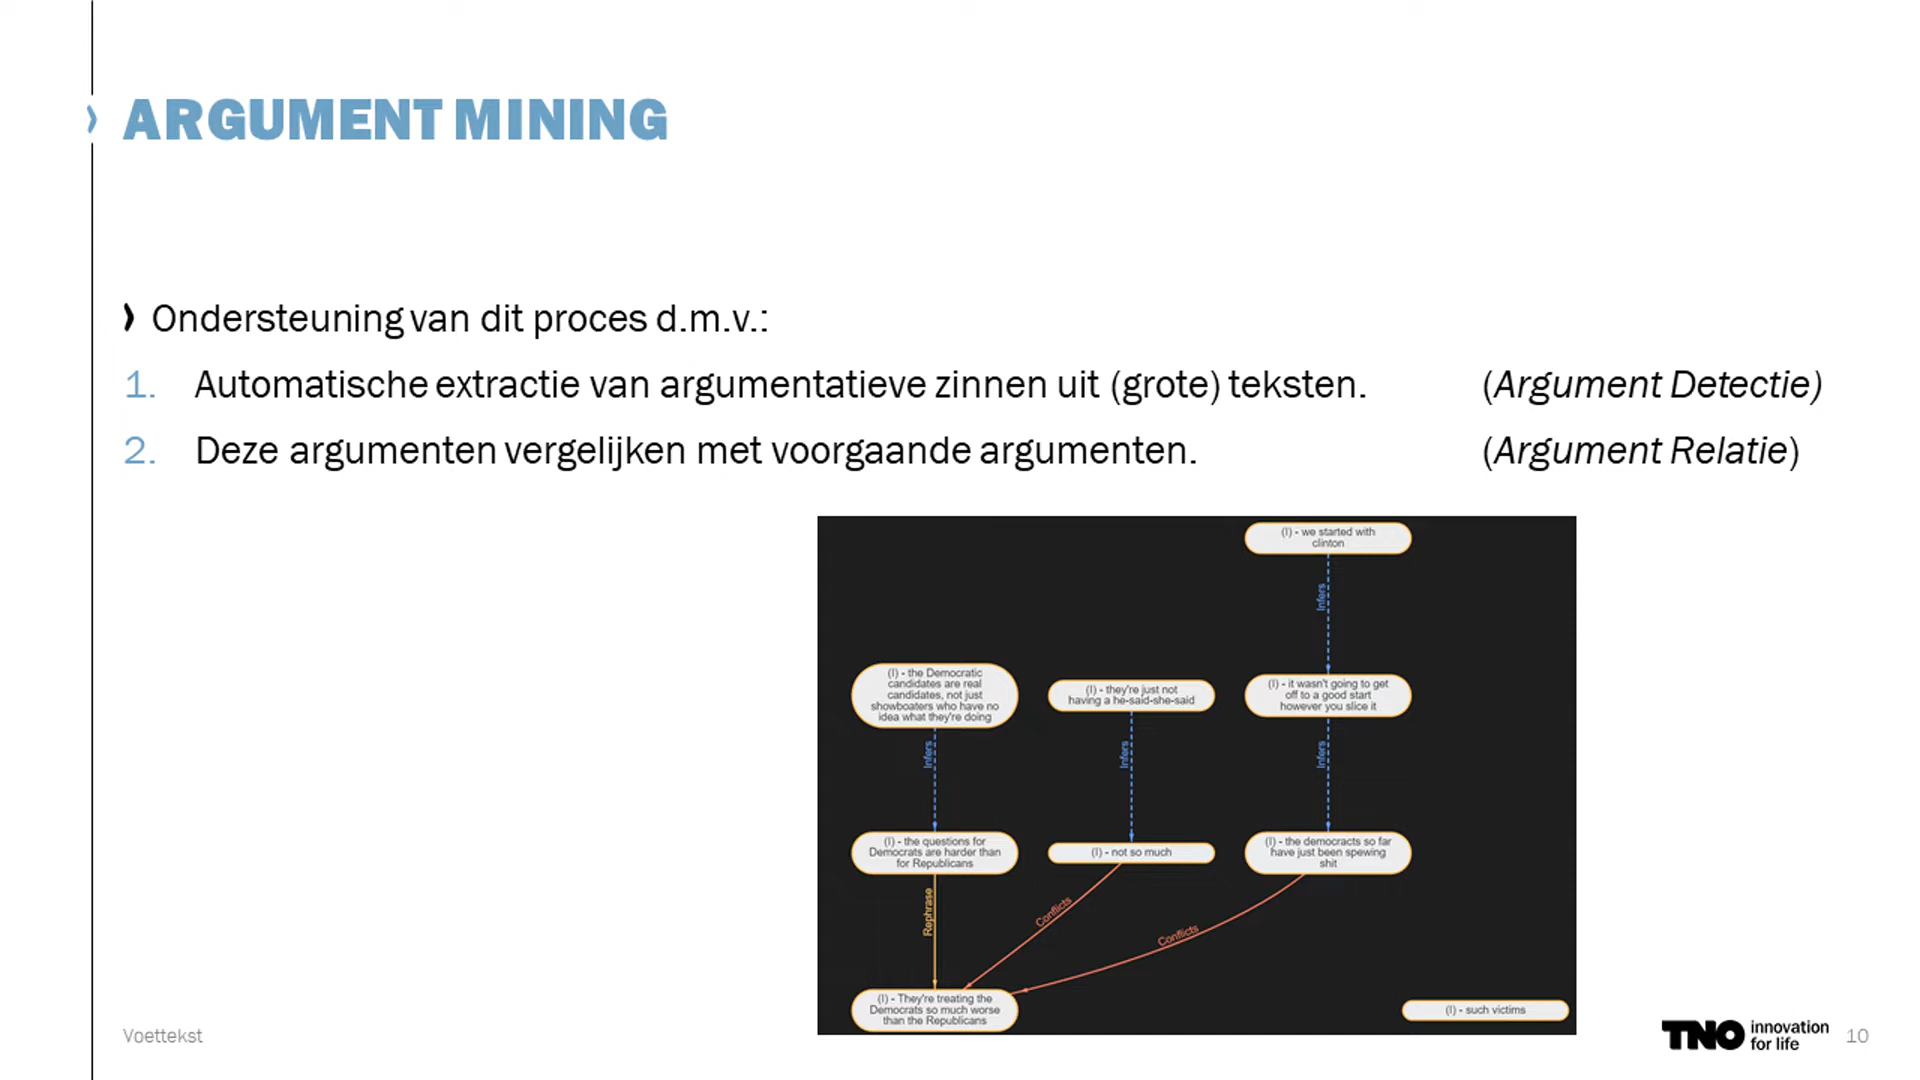 ARGUMENT MINING
Ondersteuning van dit proces d.m.v.:
1. Automatische extractie van argumentatieve zinnen uit (grote) teksten. (Argument Detectie)
2. Deze argumenten vergelijken met voorgaande argumenten. (Argument Relatie)
(I) - we started with
clinton
Infers
(I) - the Democratic
candidates are real
candidates, not just
showboaters who have no
idea what they're doing
(I) - they're just not
having a he-said-she-said
(I) - it wasn't going to get
off to a good start
however you slice it
Infers
Infers
Infers
(I) - the questions for
Democrats are harder than
for Republicans
(I) - not so much
(I) - the democracts so far
have just been spewing
shit
Rephrase
Conflicts
Conflicts
(I) - They're treating the
Democrats so much worse
than the Republicans
(I) - such victims
Voettekst
TNO innovation
for life
10